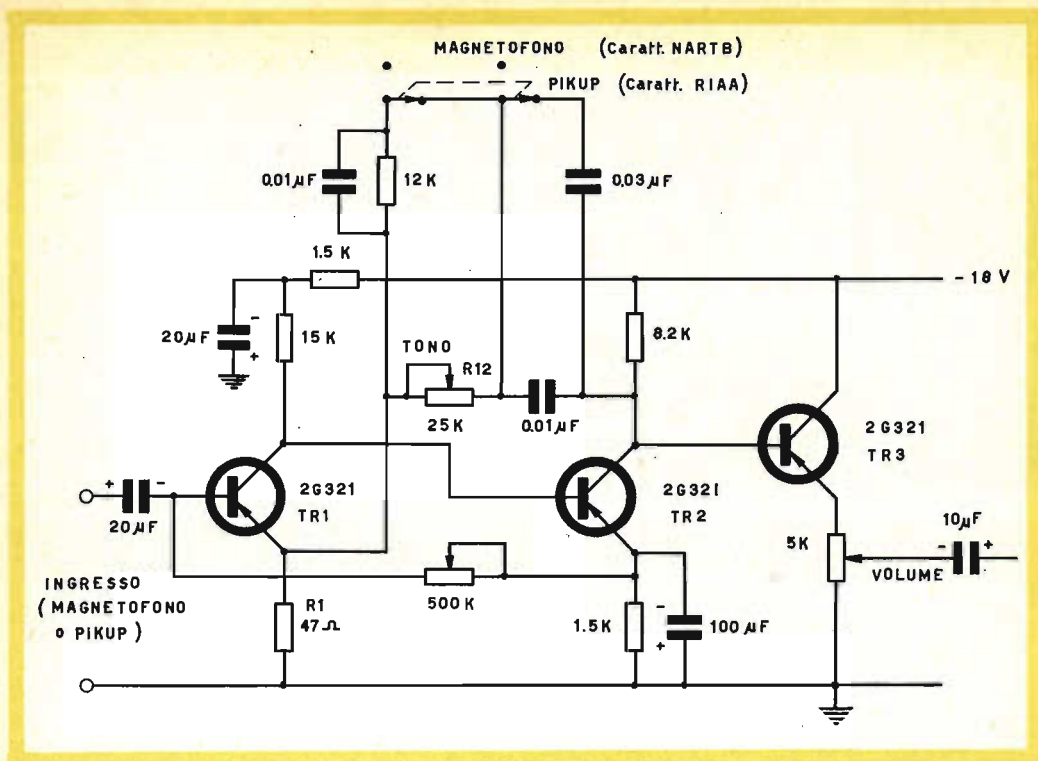 MAGNETOFONO (Caratt. NARTB)
PIKUP (Caratt. RIAA)
0.01µF
12K
0.03µF
1.5 K
- 18 V
20µF
-
+
15K
8.2K
TONO
R12
25K
0.01µF
2G321
TR1
2G321
TR2
2G321
TR3
+
-
20µF
10µF
-
+
5K
VOLUME
500K
INGRESSO
(MAGNETOFONO
o PIKUP)
R1
47Ω
1.5K
-
+
100µF